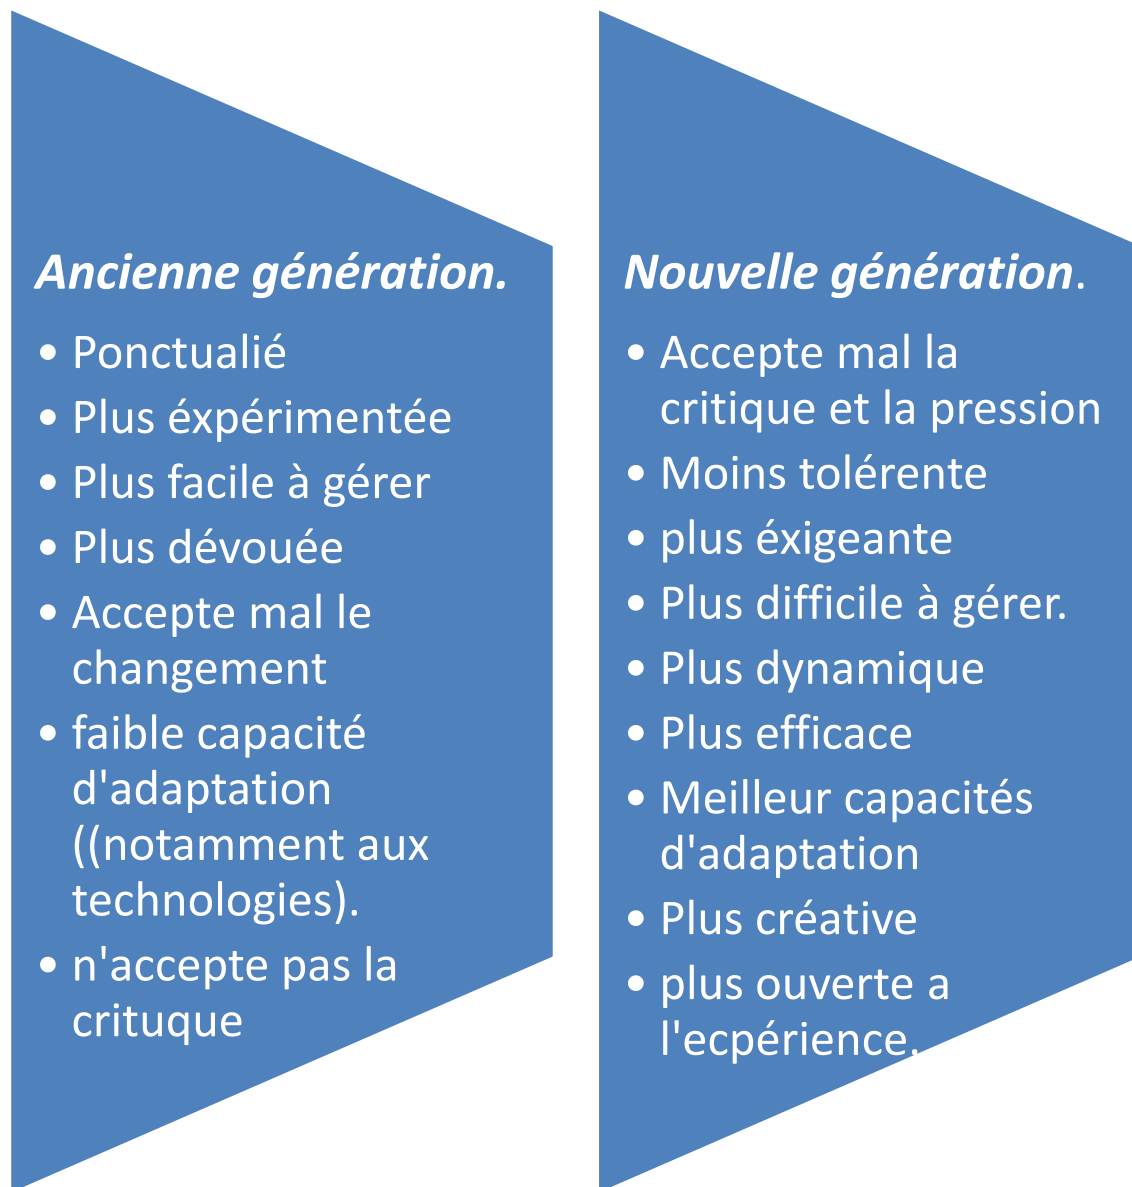 Ancienne génération.
• Ponctualié
• Plus éxpérimentée
• Plus facile à gérer
• Plus dévouée
• Accepte mal le
changement
• faible capacité
d'adaptation
((notamment aux
technologies).
• n'accepte pas la
crituque
Nouvelle génération.
• Accepte mal la
critique et la pression
• Moins tolérente
• plus éxigeante
• Plus difficile à gérer.
• Plus dynamique
• Plus efficace
• Meilleur capacités
d'adaptation
• Plus créative
• plus ouverte a
l'ecpérience.